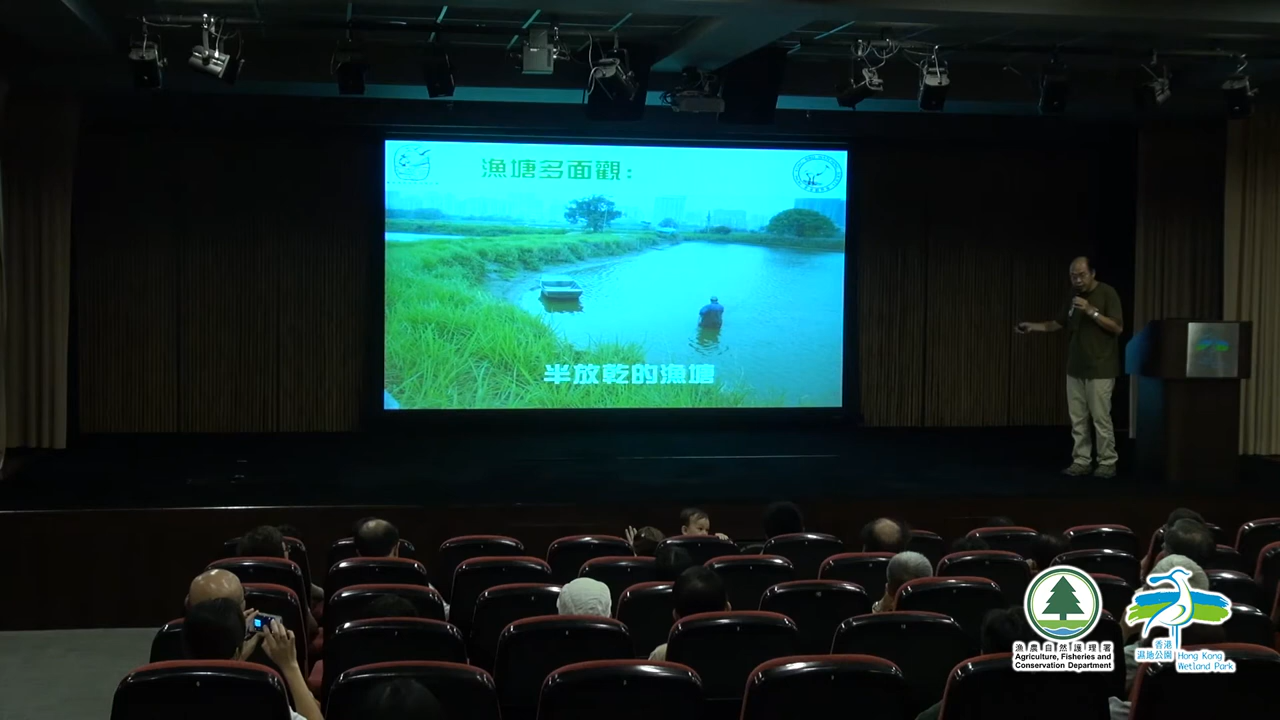 漁塘多面觀：
半放乾的漁塘
漁農自然護理署
Agriculture, Fisheries and
Conservation Department
香港
濕地公園
Hong Kong
Wetland Park